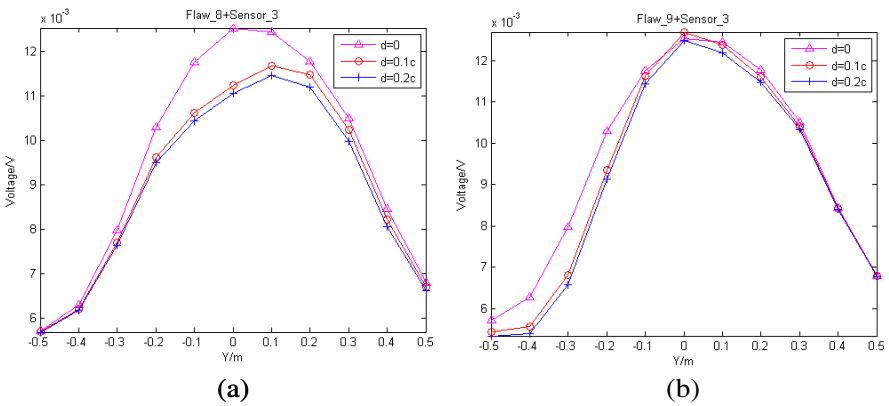 x 10⁻³
Flaw_8+Sensor_3
d=0
d=0.1c
d=0.2c
12
11
10
9
8
7
6
Voltage/V
-0.5 -0.4 -0.3 -0.2 -0.1 0 0.1 0.2 0.3 0.4 0.5
Y/m
(a)
x 10⁻³
Flaw_9+Sensor_3
d=0
d=0.1c
d=0.2c
12
11
10
9
8
7
6
Voltage/V
-0.5 -0.4 -0.3 -0.2 -0.1 0 0.1 0.2 0.3 0.4 0.5
Y/m
(b)